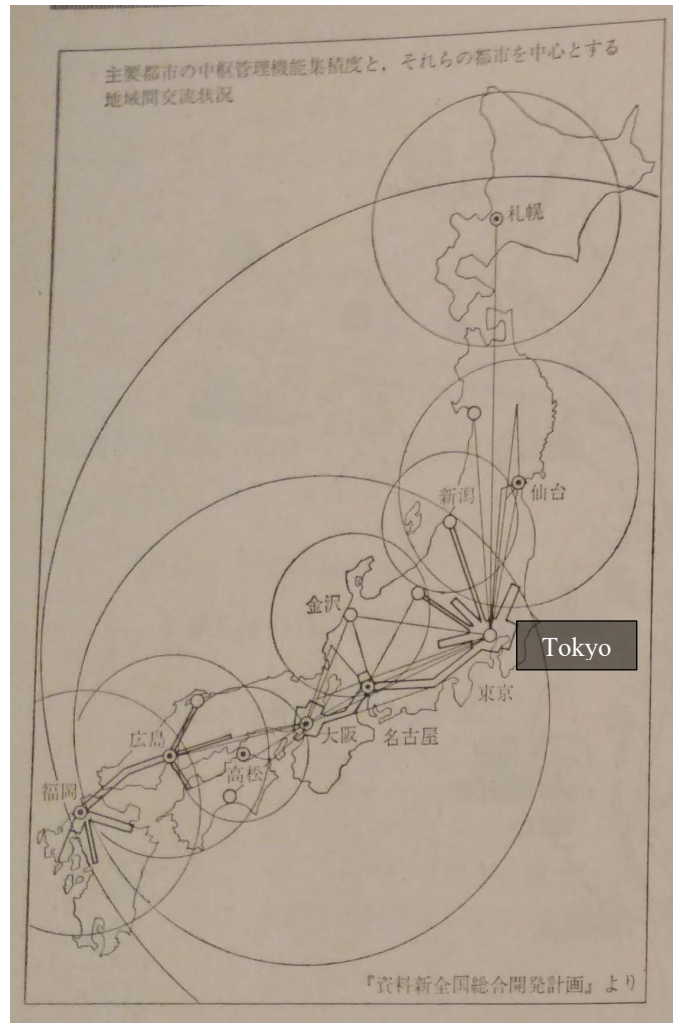 主要都市の中枢管理機能集積度と，それらの都市を中心とする
地域間交流状況
札幌
仙台
新潟
金沢
Tokyo
東京
名古屋
大阪
広島
高松
福岡
『資料新全国総合開発計画』より